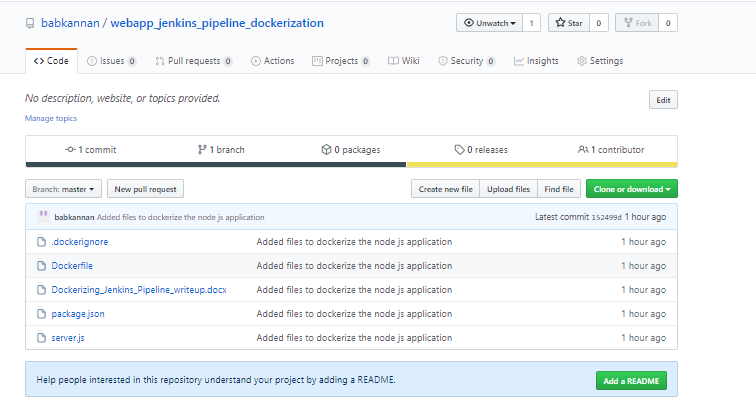 babkannan / webapp_jenkins_pipeline_dockerization Unwatch 1 Star 0 Fork 0
Code Issues 0 Pull requests 0 Actions Projects 0 Wiki Security 0 Insights Settings
No description, website, or topics provided. Edit
Manage topics
1 commit 1 branch 0 packages 0 releases 1 contributor
Branch: master New pull request Create new file Upload files Find file Clone or download
babkannan Added files to dockerize the node js application Latest commit 152499d 1 hour ago
.dockerignore Added files to dockerize the node js application 1 hour ago
Dockerfile Added files to dockerize the node js application 1 hour ago
Dockerizing_Jenkins_Pipeline_writeup.docx Added files to dockerize the node js application 1 hour ago
package.json Added files to dockerize the node js application 1 hour ago
server.js Added files to dockerize the node js application 1 hour ago
Help people interested in this repository understand your project by adding a README. Add a README